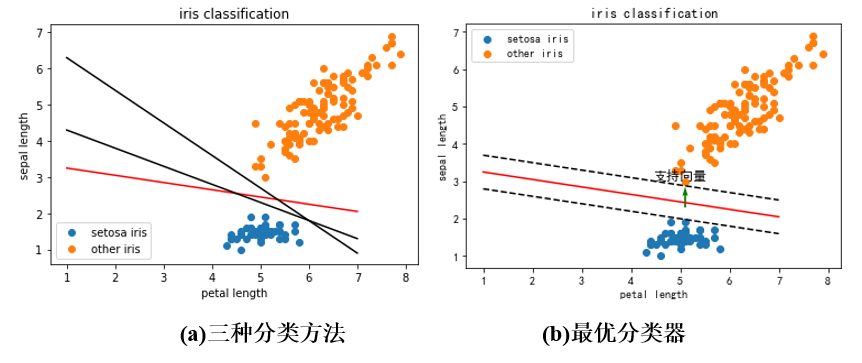 iris classification
7
6
5
4
3
2
1
sepal length
setosa iris
other iris
1 2 3 4 5 6 7 8
petal length
(a)三种分类方法
iris classification
setosa iris
other iris
7
6
5
4
3
2
1
sepal length
支持向量
1 2 3 4 5 6 7 8
petal length
(b)最优分类器